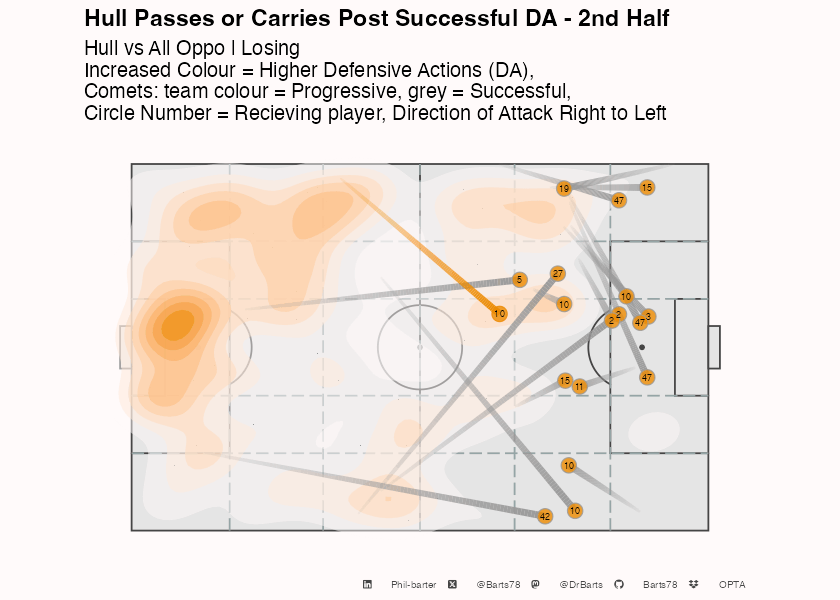 Hull Passes or Carries Post Successful DA - 2nd Half
Hull vs All Oppo | Losing
Increased Colour = Higher Defensive Actions (DA),
Comets: team colour = Progressive, grey = Successful,
Circle Number = Recieving player, Direction of Attack Right to Left
19 15
47
27
5
10
10
10
2 3
2 47
15 11 47
10
10
42
Phil-barter @Barts78 @DrBarts Barts78 OPTA